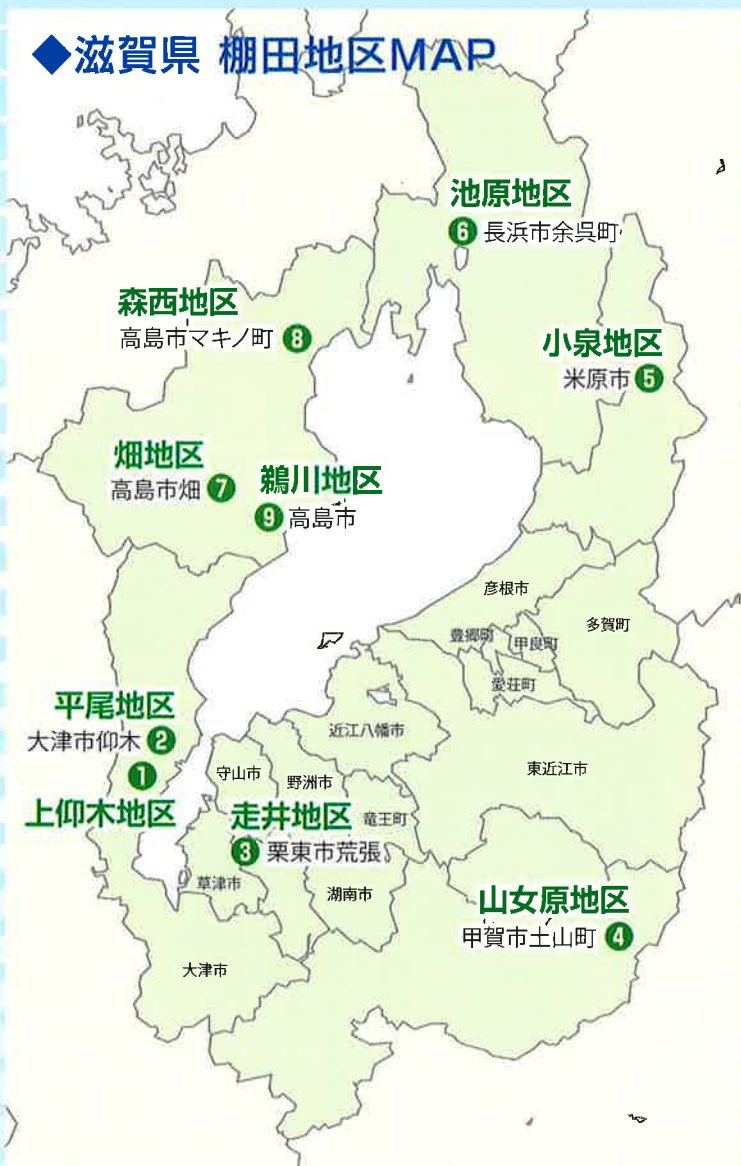 ◆滋賀県 棚田地区MAP
池原地区
6 長浜市余呉町
森西地区
高島市マキノ町 8
小泉地区
米原市 5
畑地区
高島市畑 7
鵜川地区
9 高島市
彦根市
多賀町
豊郷町
甲良町
愛荘町
平尾地区
大津市仰木 2
1
上仰木地区
近江八幡市
東近江市
守山市
野洲市
竜王町
走井地区
3 栗東市荒張
草津市
湖南市
山女原地区
甲賀市土山町 4
大津市